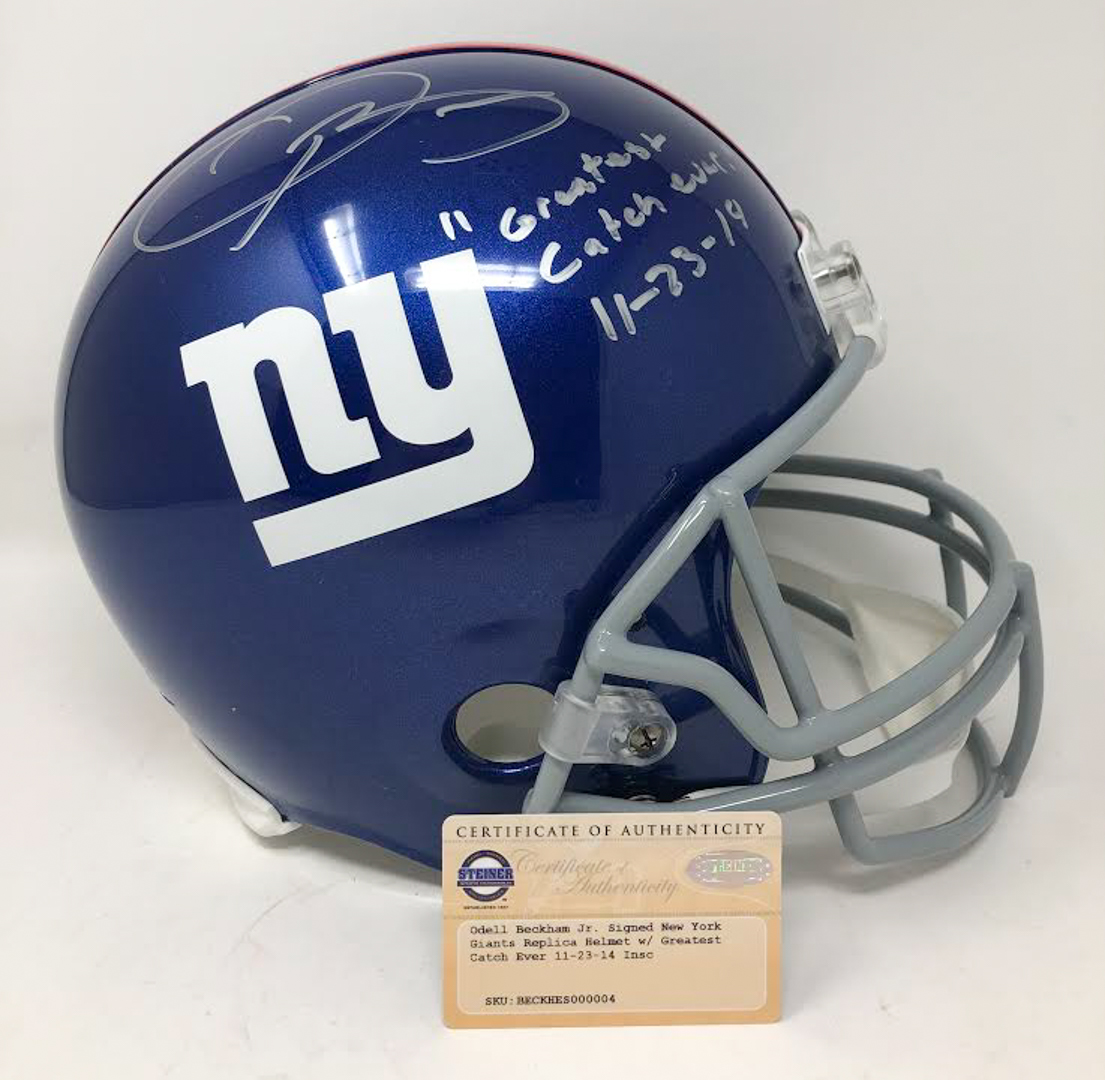 " Greatest
Catch ever.
11-23-14
ny
CERTIFICATE OF AUTHENTICITY
Certificate of
Authenticity
STEINER
Odell Beckham Jr. Signed New York
Giants Replica Helmet w/ Greatest
Catch Ever 11-23-14 Insc
SKU:BECKHES000004